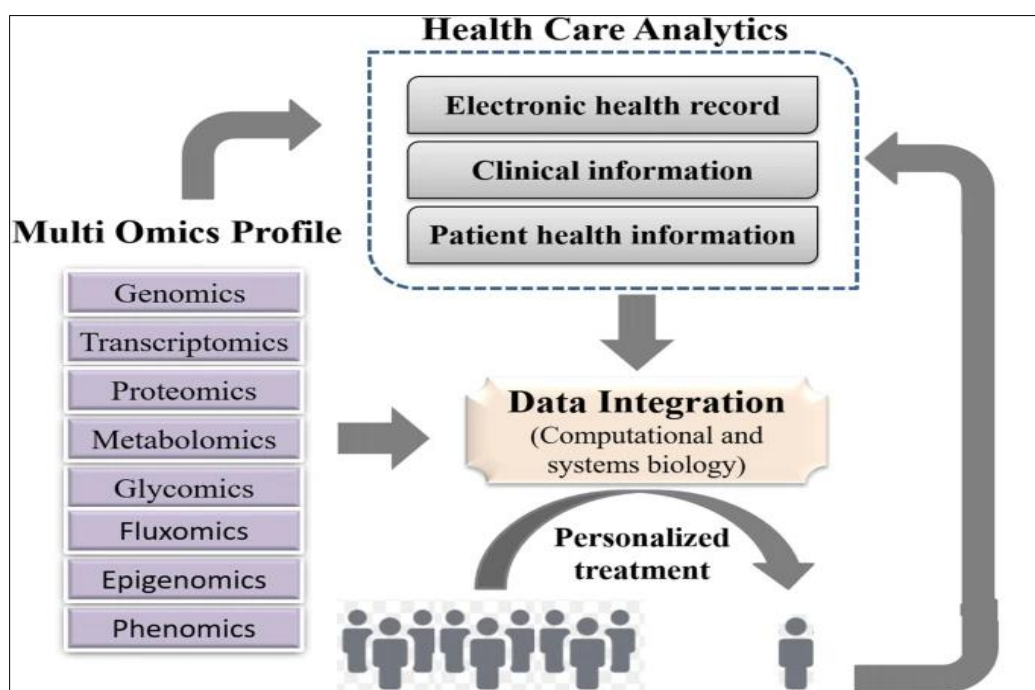 Health Care Analytics
Electronic health record
Clinical information
Patient health information
Multi Omics Profile
Genomics
Transcriptomics
Proteomics
Metabolomics
Glycomics
Fluxomics
Epigenomics
Phenomics
Data Integration
(Computational and
systems biology)
Personalized
treatment